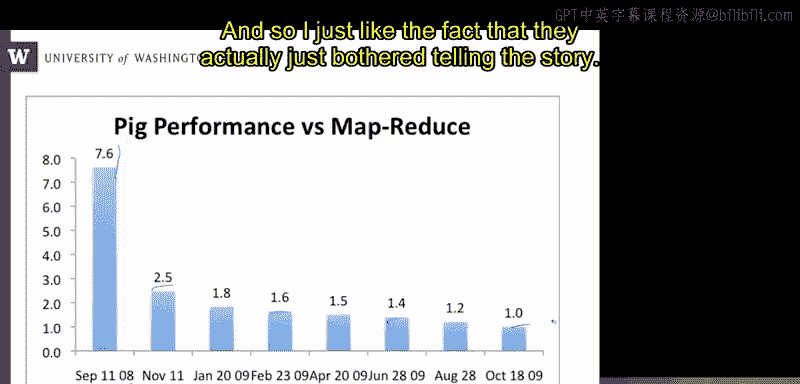 GPT中英字幕课程资源@bilibili.com
And so I just like the fact that they
actually just bothered telling the story.
W UNIVERSITY of WASHINGTON
Pig Performance vs Map-Reduce
8.0
7.0
6.0
5.0
4.0
3.0
2.0
1.0
0.0
7.6
2.5
1.8
1.6
1.5
1.4
1.2
1.0
Sep 11 08 Nov 11 Jan 20 09 Feb 23 09 Apr 20 09 Jun 28 09 Aug 28 Oct 18 09